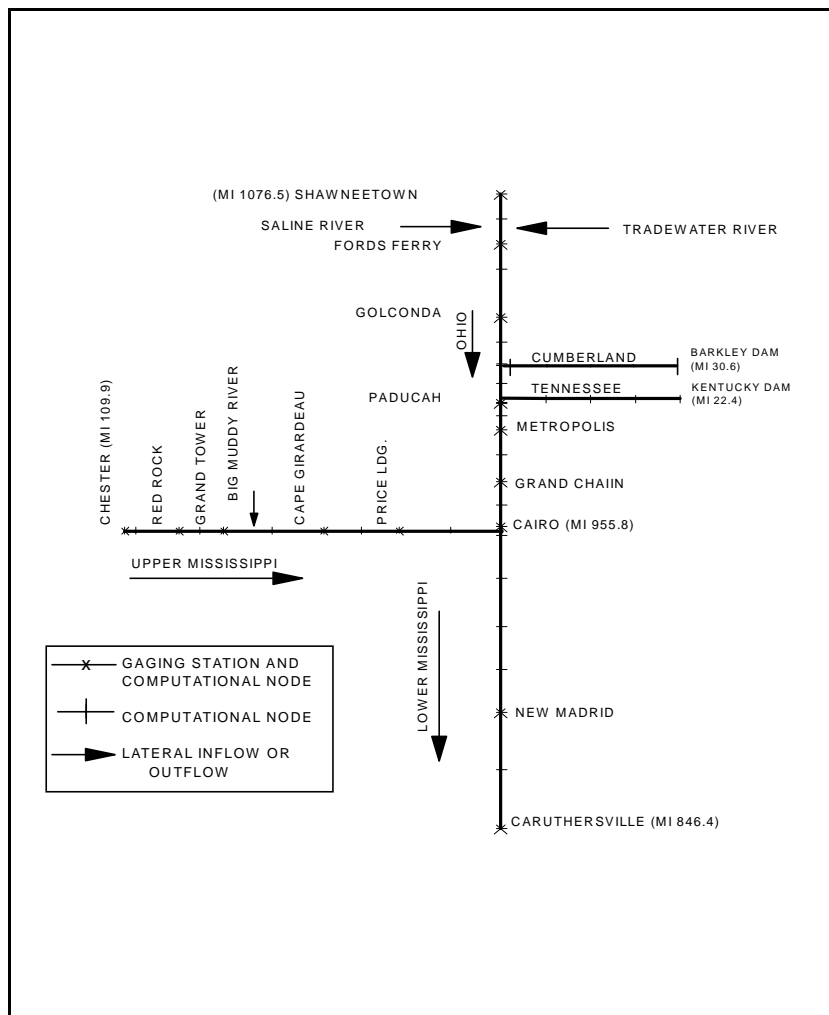 (MI 1076.5) SHAWNEETOWN
SALINE RIVER
TRADEWATER RIVER
FORDS FERRY
GOLCONDA
OHIO
CUMBERLAND
BARKLEY DAM
(MI 30.6)
TENNESSEE
KENTUCKY DAM
(MI 22.4)
PADUCAH
METROPOLIS
CHESTER (MI 109.9)
RED ROCK
GRAND TOWER
BIG MUDDY RIVER
CAPE GIRARDEAU
PRICE LDG.
GRAND CHAIIN
CAIRO (MI 955.8)
UPPER MISSISSIPPI
LOWER MISSISSIPPI
GAGING STATION AND
COMPUTATIONAL NODE
COMPUTATIONAL NODE
LATERAL INFLOW OR
OUTFLOW
NEW MADRID
CARUTHERSVILLE (MI 846.4)